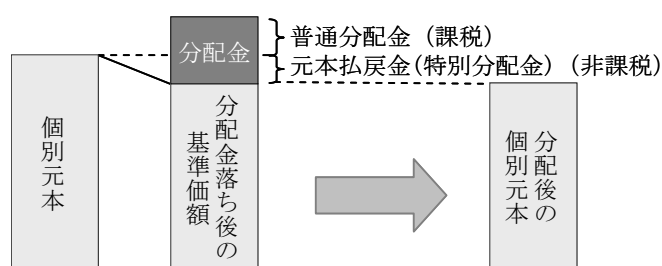 分配金
普通分配金（課税）
元本払戻金(特別分配金)（非課税）
個別元本
分配金落ち後の
基準価額
分配後の
個別元本